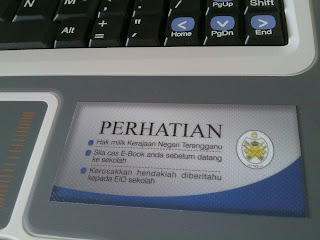 N M PgUp Shift
Alt Home PgDn End
PERHATIAN
Hak milik Kerajaan Negeri Terengganu
Sila cas E-Book anda sebelum datang
ke sekolah
Kerosakkan hendaklah diberitahu
kepada EIO sekolah